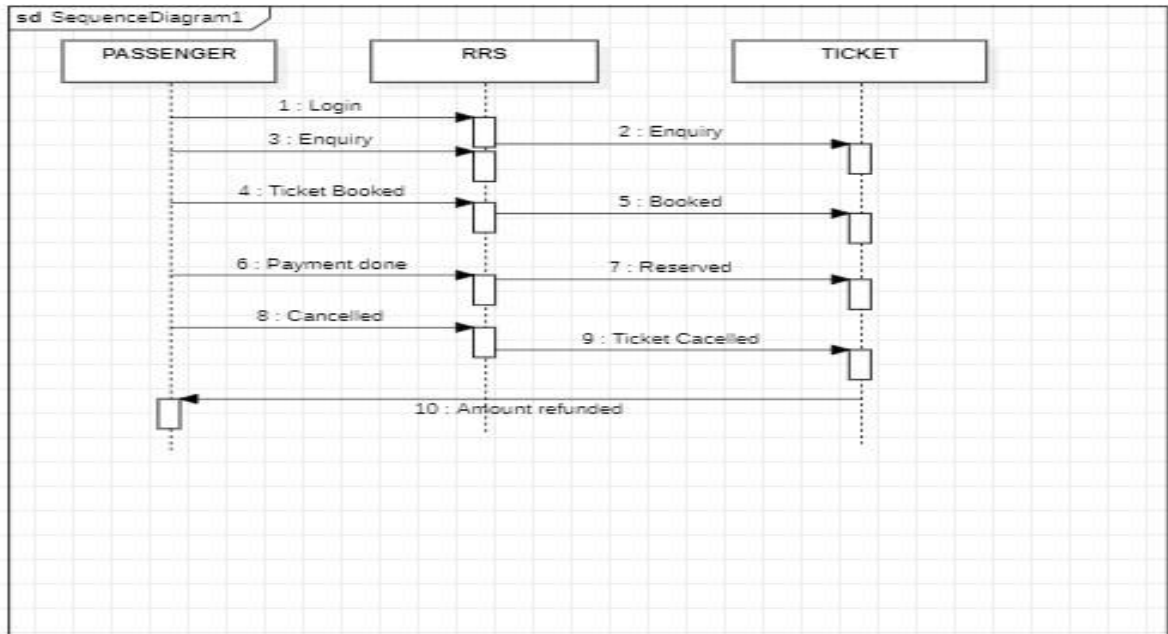 sd SequenceDiagram1
PASSENGER RRS TICKET
1 : Login
2 : Enquiry
3 : Enquiry
4 : Ticket Booked
5 : Booked
6 : Payment done
7 : Reserved
8 : Cancelled
9 : Ticket Cacelled
10 : Amount refunded